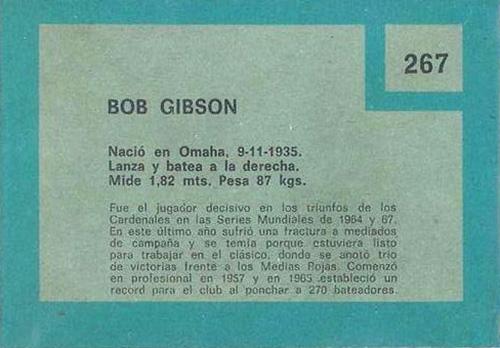 267
BOB GIBSON
Nació en Omaha, 9-11-1935.
Lanza y batea a la derecha.
Mide 1,82 mts. Pesa 87 kgs.
Fue el jugador decisivo en los triunfos de los
Cardenales en las Series Mundiales de 1964 y 67.
En este último año sufrió una fractura a mediados
de campaña y se temía porque estuviera listo
para trabajar en el clásico, donde se anotó trio
de victorias frente a los Medias Rojas. Comenzó
en profesional en 1957 y en 1965 estableció un
record para el club al ponchar a 270 bateadores.